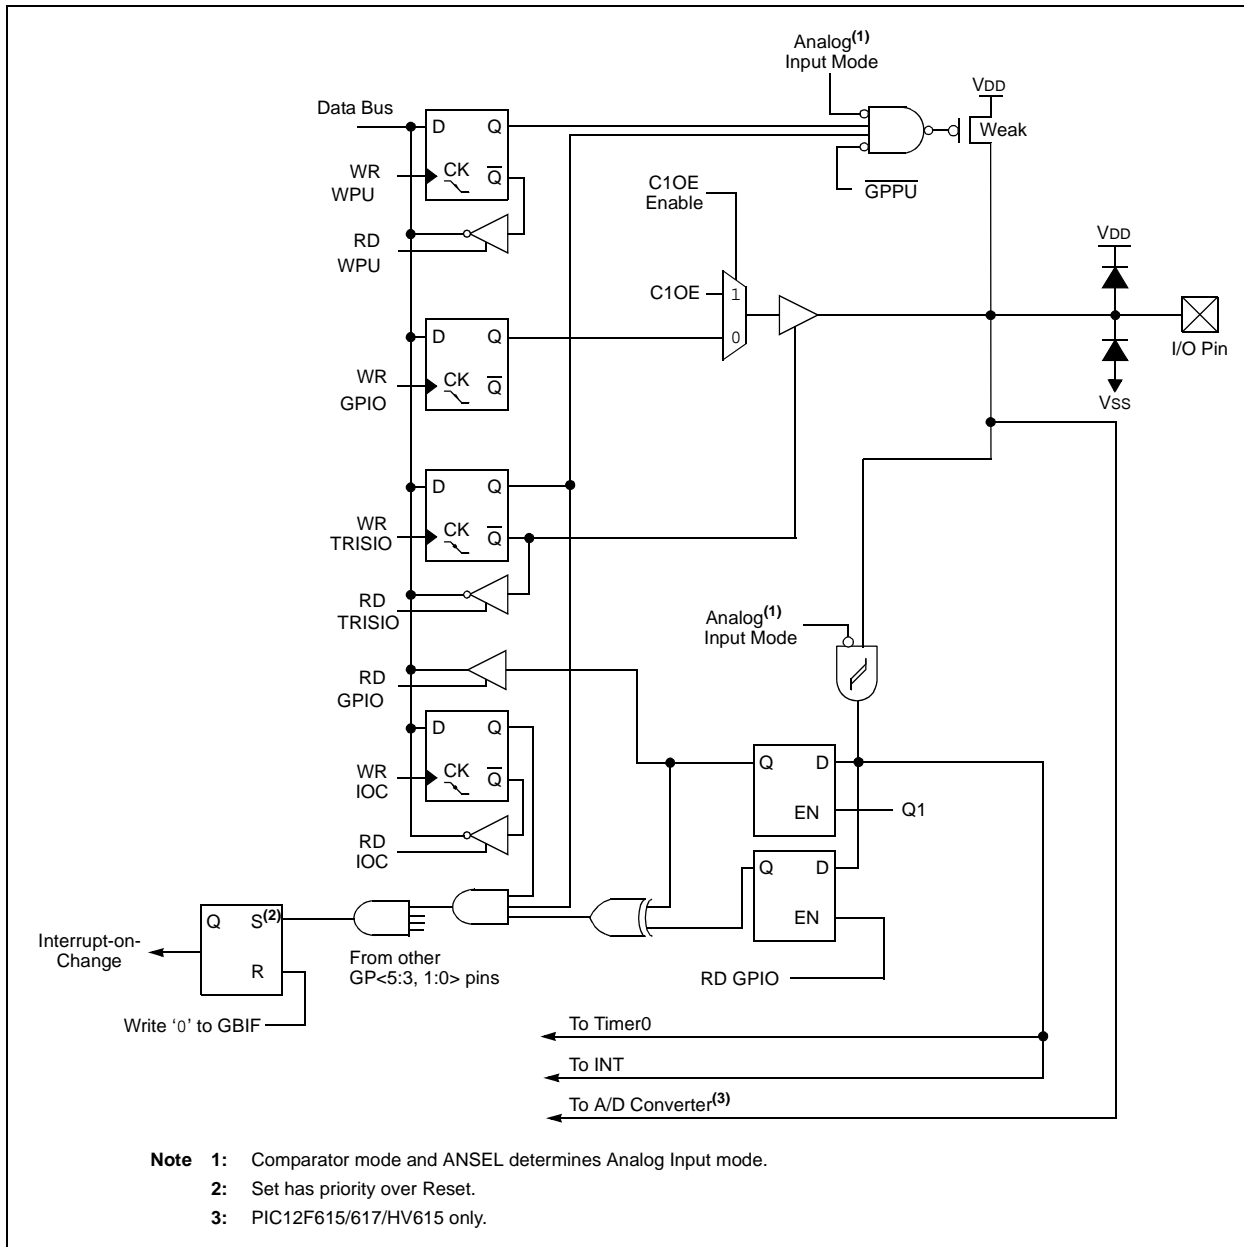 Analog(1)
Input Mode
VDD
Data Bus
D Q
Weak
WR
WPU
CK Q
C1OE
Enable
GPPU
RD
WPU
VDD
C1OE
1
D Q
0
I/O Pin
WR
GPIO
CK Q
VSS
D Q
WR
TRISIO
CK Q
RD
TRISIO
Analog(1)
Input Mode
RD
GPIO
D Q
WR
IOC
CK Q
Q D
EN
Q1
RD
IOC
Q D
EN
Q S(2)
R
Interrupt-on-
Change
From other
GP<5:3, 1:0> pins
RD GPIO
Write ‘0’ to GBIF
To Timer0
To INT
To A/D Converter(3)
Note 1: Comparator mode and ANSEL determines Analog Input mode.
2: Set has priority over Reset.
3: PIC12F615/617/HV615 only.